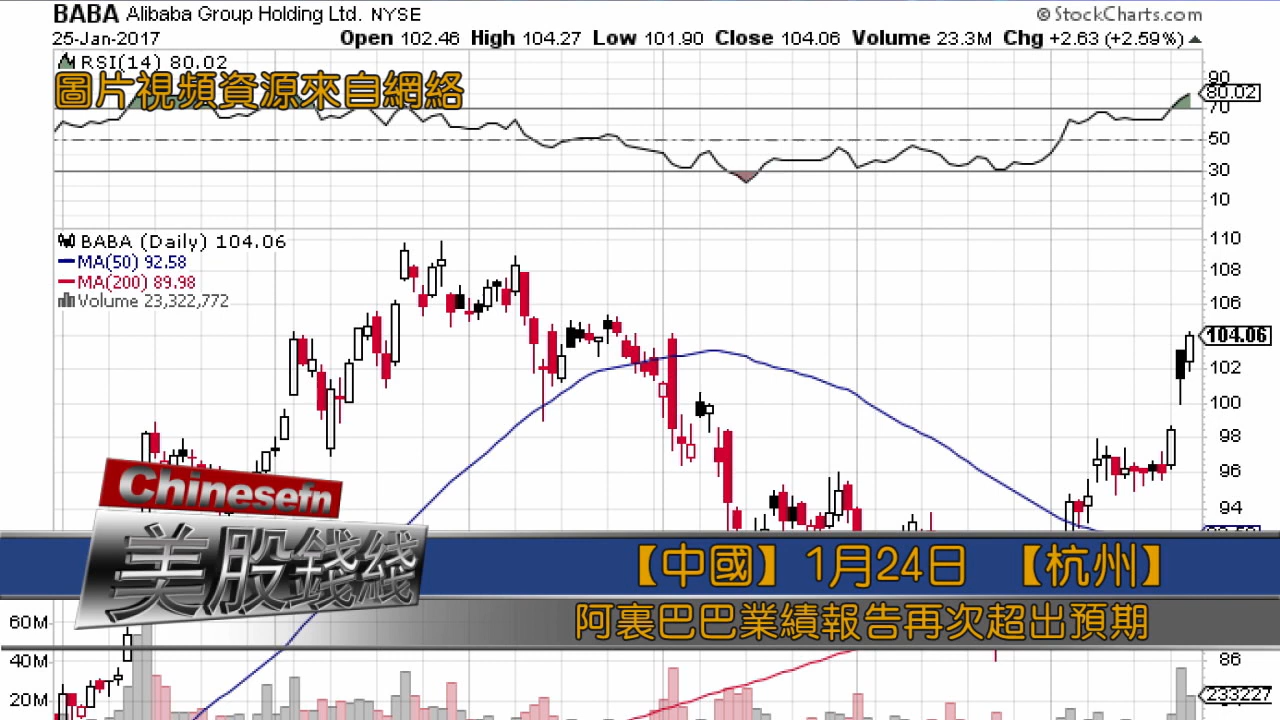 BABA Alibaba Group Holding Ltd. NYSE
© StockCharts.com
25-Jan-2017
Open 102.46 High 104.27 Low 101.90 Close 104.06 Volume 23.3M Chg +2.63 (+2.59%)
RSI(14) 80.02
圖片視頻資源來自網絡
90
80.02
70
50
30
10
BABA (Daily) 104.06
MA(50) 92.58
MA(200) 89.98
Volume 23,322,772
110
108
106
104.06
102
100
98
96
94
Chinesefn
美股錢綫
【中國】1月24日 【杭州】
阿裏巴巴業績報告再次超出預期
60M
40M
20M
86
233227